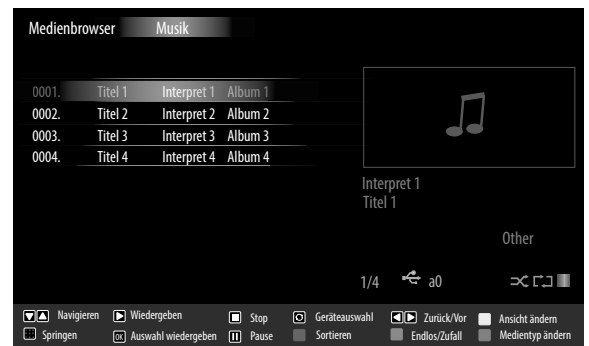 Medienbrowser Musik
0001. Titel 1 Interpret 1 Album 1
0002. Titel 2 Interpret 2 Album 2
0003. Titel 3 Interpret 3 Album 3
0004. Titel 4 Interpret 4 Album 4
Interpret 1
Titel 1
Other
1/4 a0
Navigieren Wiedergeben Stop Geräteauswahl Zurück/Vor Ansicht ändern
Springen OK Auswahl wiedergeben Pause Sortieren Endlos/Zufall Medientyp ändern